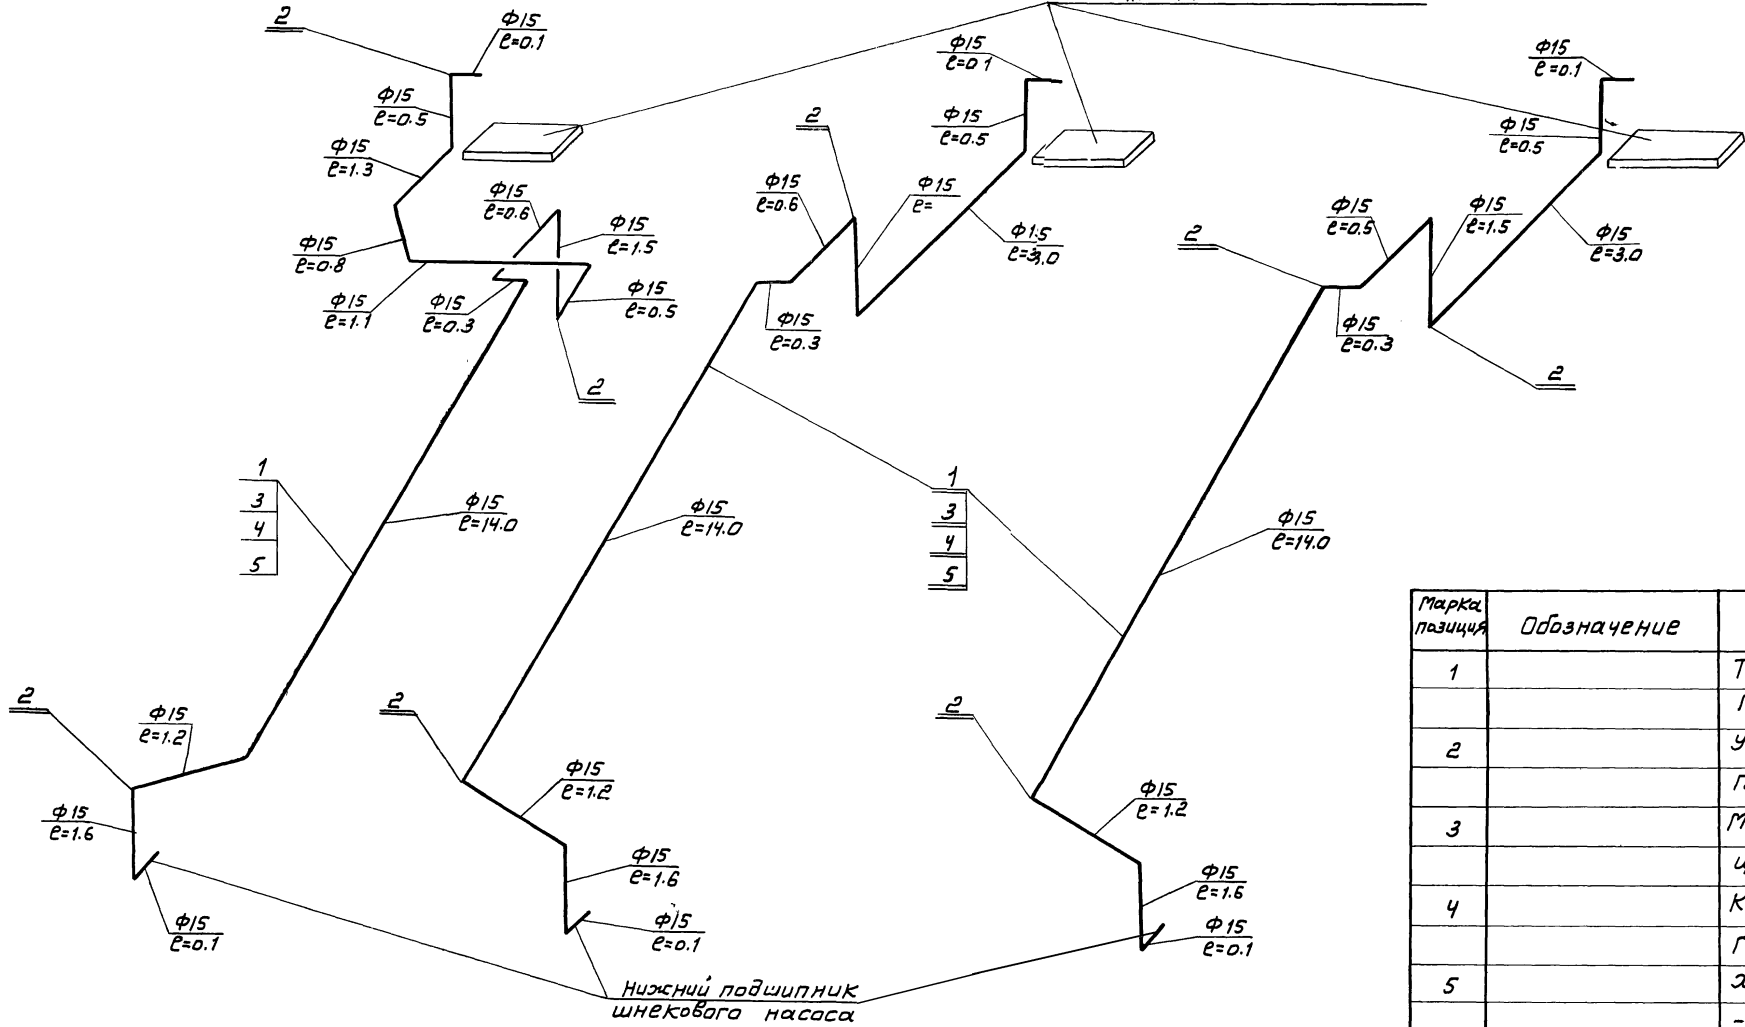 2
Ф15
ℓ=0.1
Ф15
ℓ=0.5
Ф15
ℓ=1.3
Ф15
ℓ=0.8
Ф15
ℓ=1.1
Ф15
ℓ=0.3
Ф15
ℓ=0.6
Ф15
ℓ=1.5
Ф15
ℓ=0.5
2
1
3
4
5
Ф15
ℓ=14.0
2
Ф15
ℓ=1.2
Ф15
ℓ=1.6
Ф15
ℓ=0.1
Ф15
ℓ=0.1
Ф15
ℓ=0.5
2
Ф15
ℓ=0.6
Ф15
ℓ=
Ф15
ℓ=3.0
Ф15
ℓ=0.3
Ф15
ℓ=14.0
1
3
4
5
2
Ф15
ℓ=1.2
Ф15
ℓ=1.6
Ф15
ℓ=0.1
Ф15
ℓ=0.1
Ф15
ℓ=0.5
2
Ф15
ℓ=0.5
Ф15
ℓ=1.5
Ф15
ℓ=3.0
Ф15
ℓ=0.3
2
Ф15
ℓ=14.0
2
Ф15
ℓ=1.2
Ф15
ℓ=1.6
Ф15
ℓ=0.1
Нижний подшипник
шнекового насоса
Марка
позиция
Обозначение
1
2
3
4
5